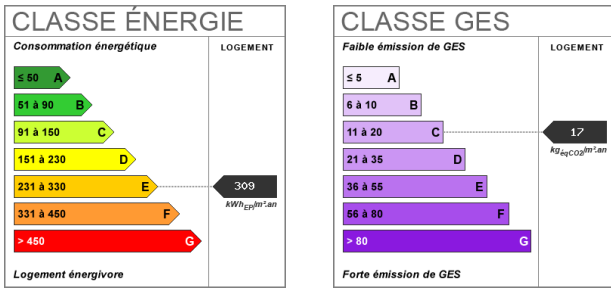 CLASSE ÉNERGIE
Consommation énergétique
LOGEMENT
≤ 50 A
51 à 90 B
91 à 150 C
151 à 230 D
231 à 330 E
309
kWhEP/m².an
331 à 450 F
> 450 G
Logement énergivore
CLASSE GES
Faible émission de GES
LOGEMENT
≤ 5 A
6 à 10 B
11 à 20 C
17
kgéqCO2/m².an
21 à 35 D
36 à 55 E
56 à 80 F
> 80 G
Forte émission de GES